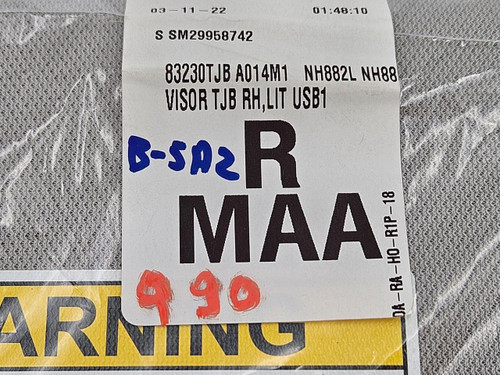 03-11-22 01:48:10
S SM29958742
83230TJB A014M1 NH882L NH88
VISOR TJB RH,LIT USB1
B-5A2 R
MAA
DA-RA-HO-R1P-18
990
ARNING